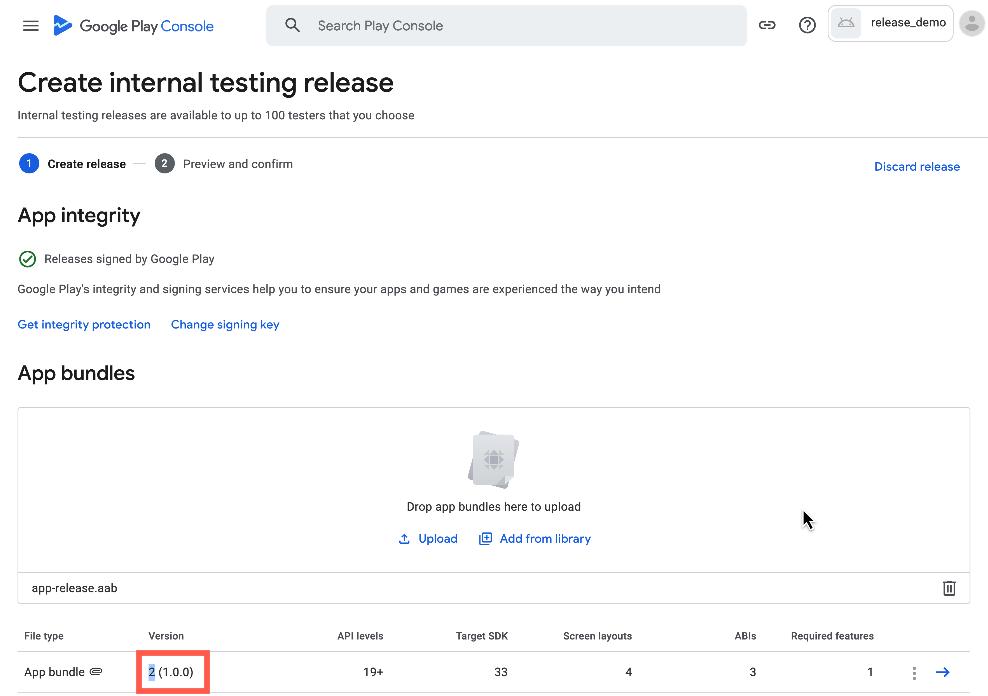 Google Play Console
Search Play Console
release_demo
Create internal testing release
Internal testing releases are available to up to 100 testers that you choose
1 Create release — 2 Preview and confirm
Discard release
App integrity
Releases signed by Google Play
Google Play's integrity and signing services help you to ensure your apps and games are experienced the way you intend
Get integrity protection Change signing key
App bundles
Drop app bundles here to upload
Upload Add from library
app-release.aab
File type Version API levels Target SDK Screen layouts ABIs Required features
App bundle 2 (1.0.0) 19+ 33 4 3 1